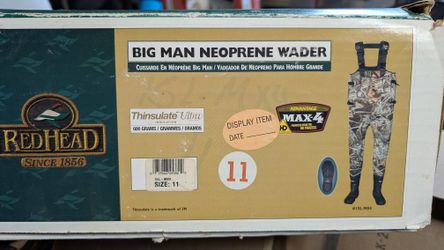 BIG MAN NEOPRENE WADER
CUISSARDE EN NÉOPRÈNE BIG MAN / VADEADOR DE NEOPRENO PARA HOMBRE GRANDE
Thinsulate Ultra
600 GRAMS / GRAMMES / GRAMOS
DISPLAY ITEM
DATE
ADVANTAGE
MAX-4
HD
REDHEAD
SINCE 1856
SIZE: 11
11
Thinsulate is a trademark of 3M